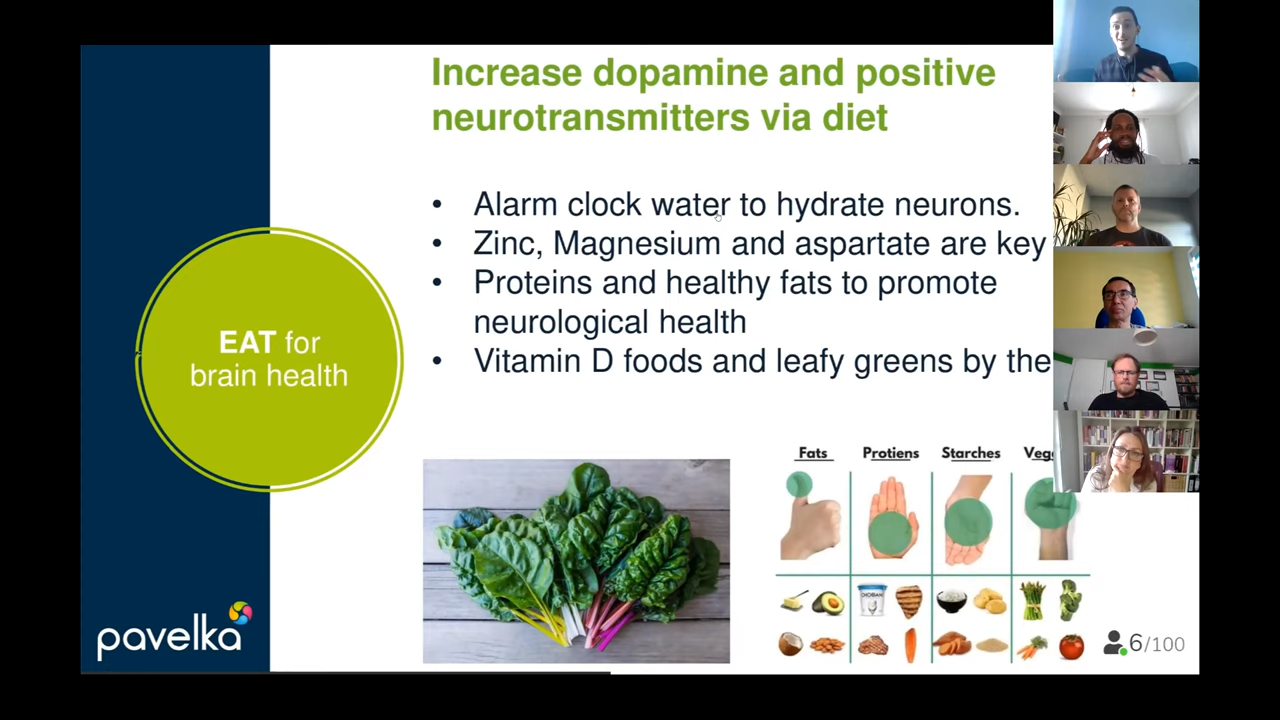 Increase dopamine and positive
neurotransmitters via diet
• Alarm clock water to hydrate neurons.
• Zinc, Magnesium and aspartate are key
• Proteins and healthy fats to promote
neurological health
• Vitamin D foods and leafy greens by the
EAT for
brain health
Fats Protiens Starches
CHOBANI
pavelka
6/100